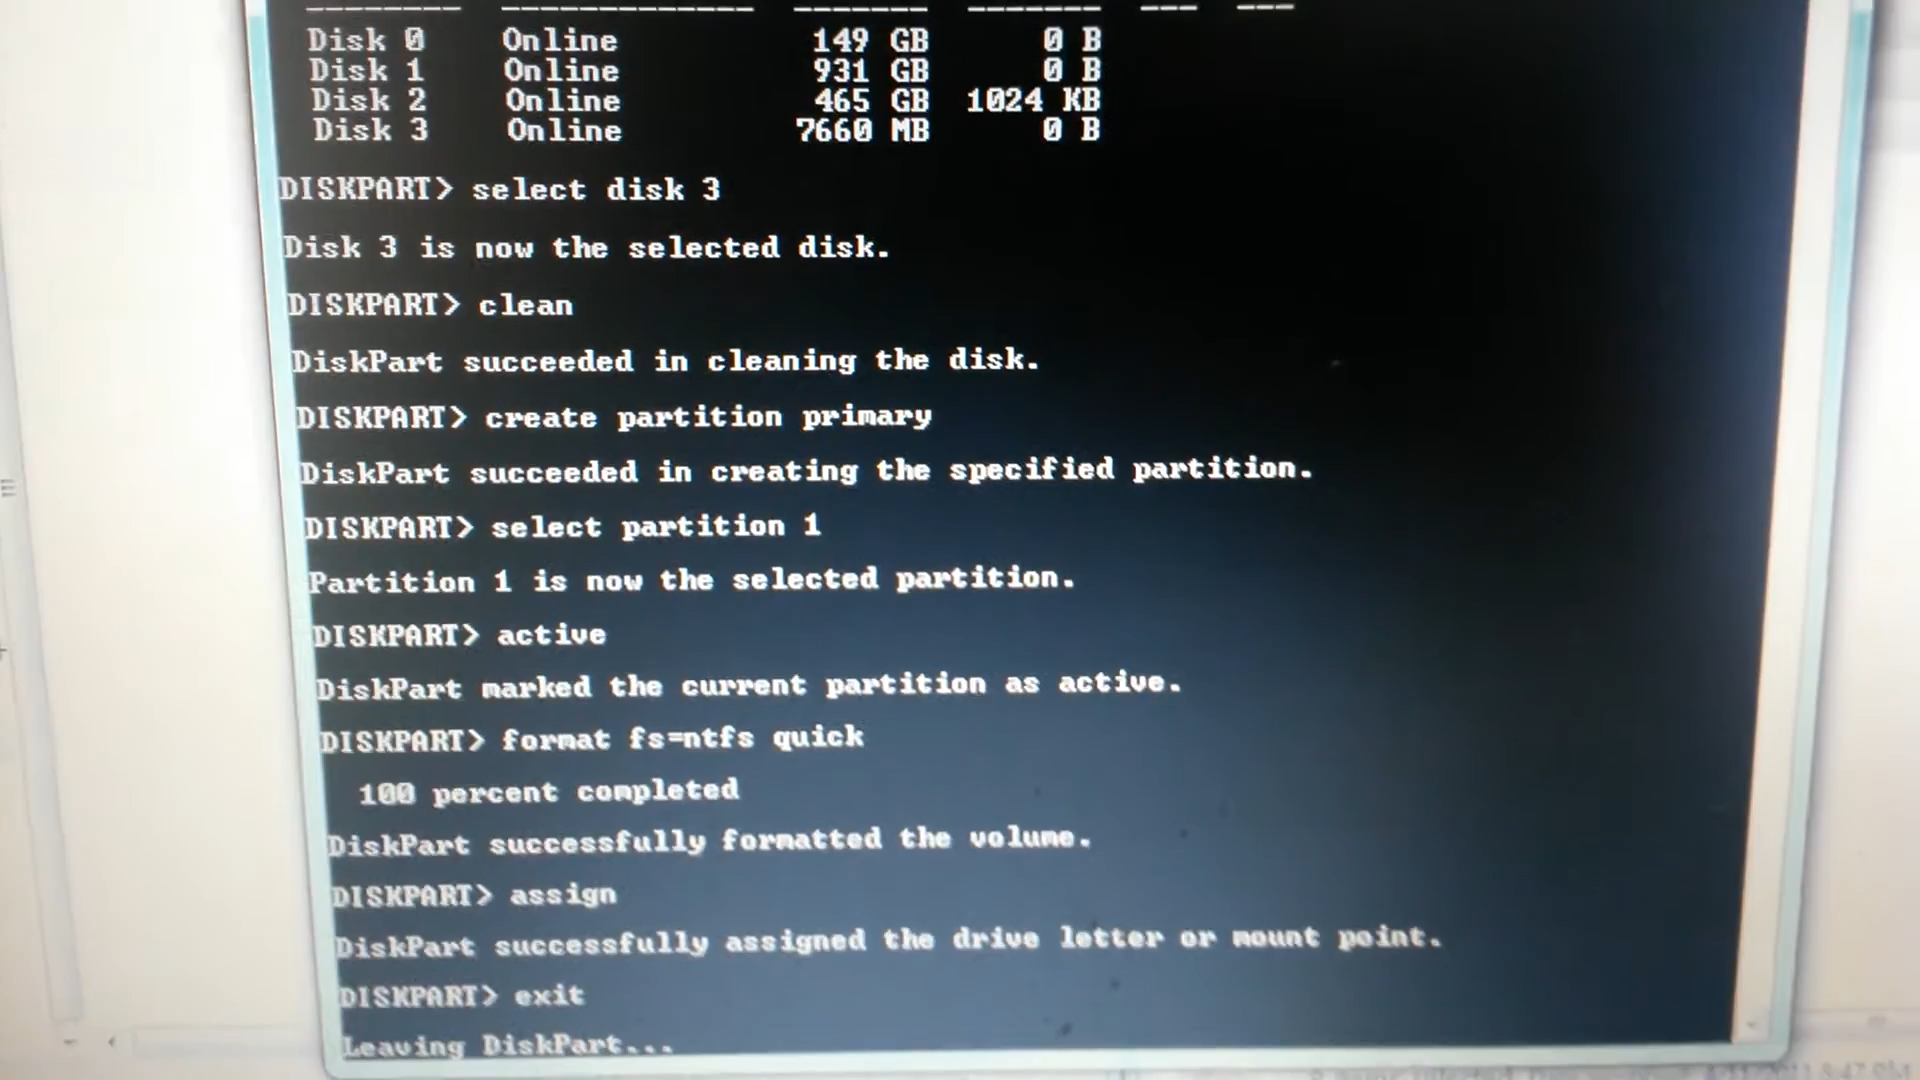 Disk 0 Online 149 GB 0 B
Disk 1 Online 931 GB 0 B
Disk 2 Online 465 GB 1024 KB
Disk 3 Online 7660 MB 0 B
DISKPART> select disk 3
Disk 3 is now the selected disk.
DISKPART> clean
DiskPart succeeded in cleaning the disk.
DISKPART> create partition primary
DiskPart succeeded in creating the specified partition.
DISKPART> select partition 1
Partition 1 is now the selected partition.
DISKPART> active
DiskPart marked the current partition as active.
DISKPART> format fs=ntfs quick
100 percent completed
DiskPart successfully formatted the volume.
DISKPART> assign
DiskPart successfully assigned the drive letter or mount point.
DISKPART> exit
Leaving DiskPart...